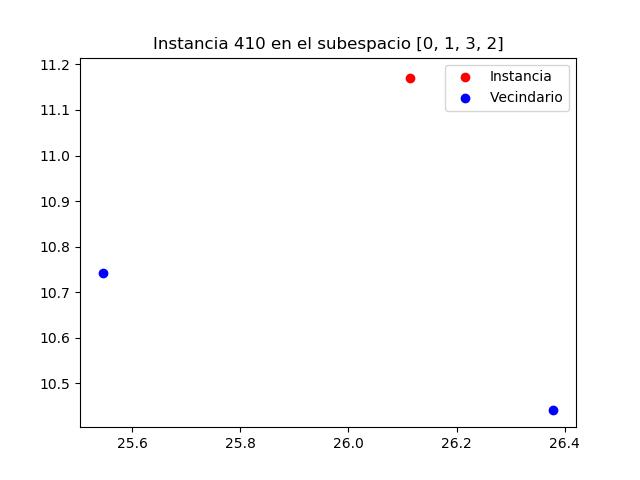 Instancia 410 en el subespacio [0, 1, 3, 2]
Instancia
Vecindario
11.2
11.1
11.0
10.9
10.8
10.7
10.6
10.5
25.6 25.8 26.0 26.2 26.4